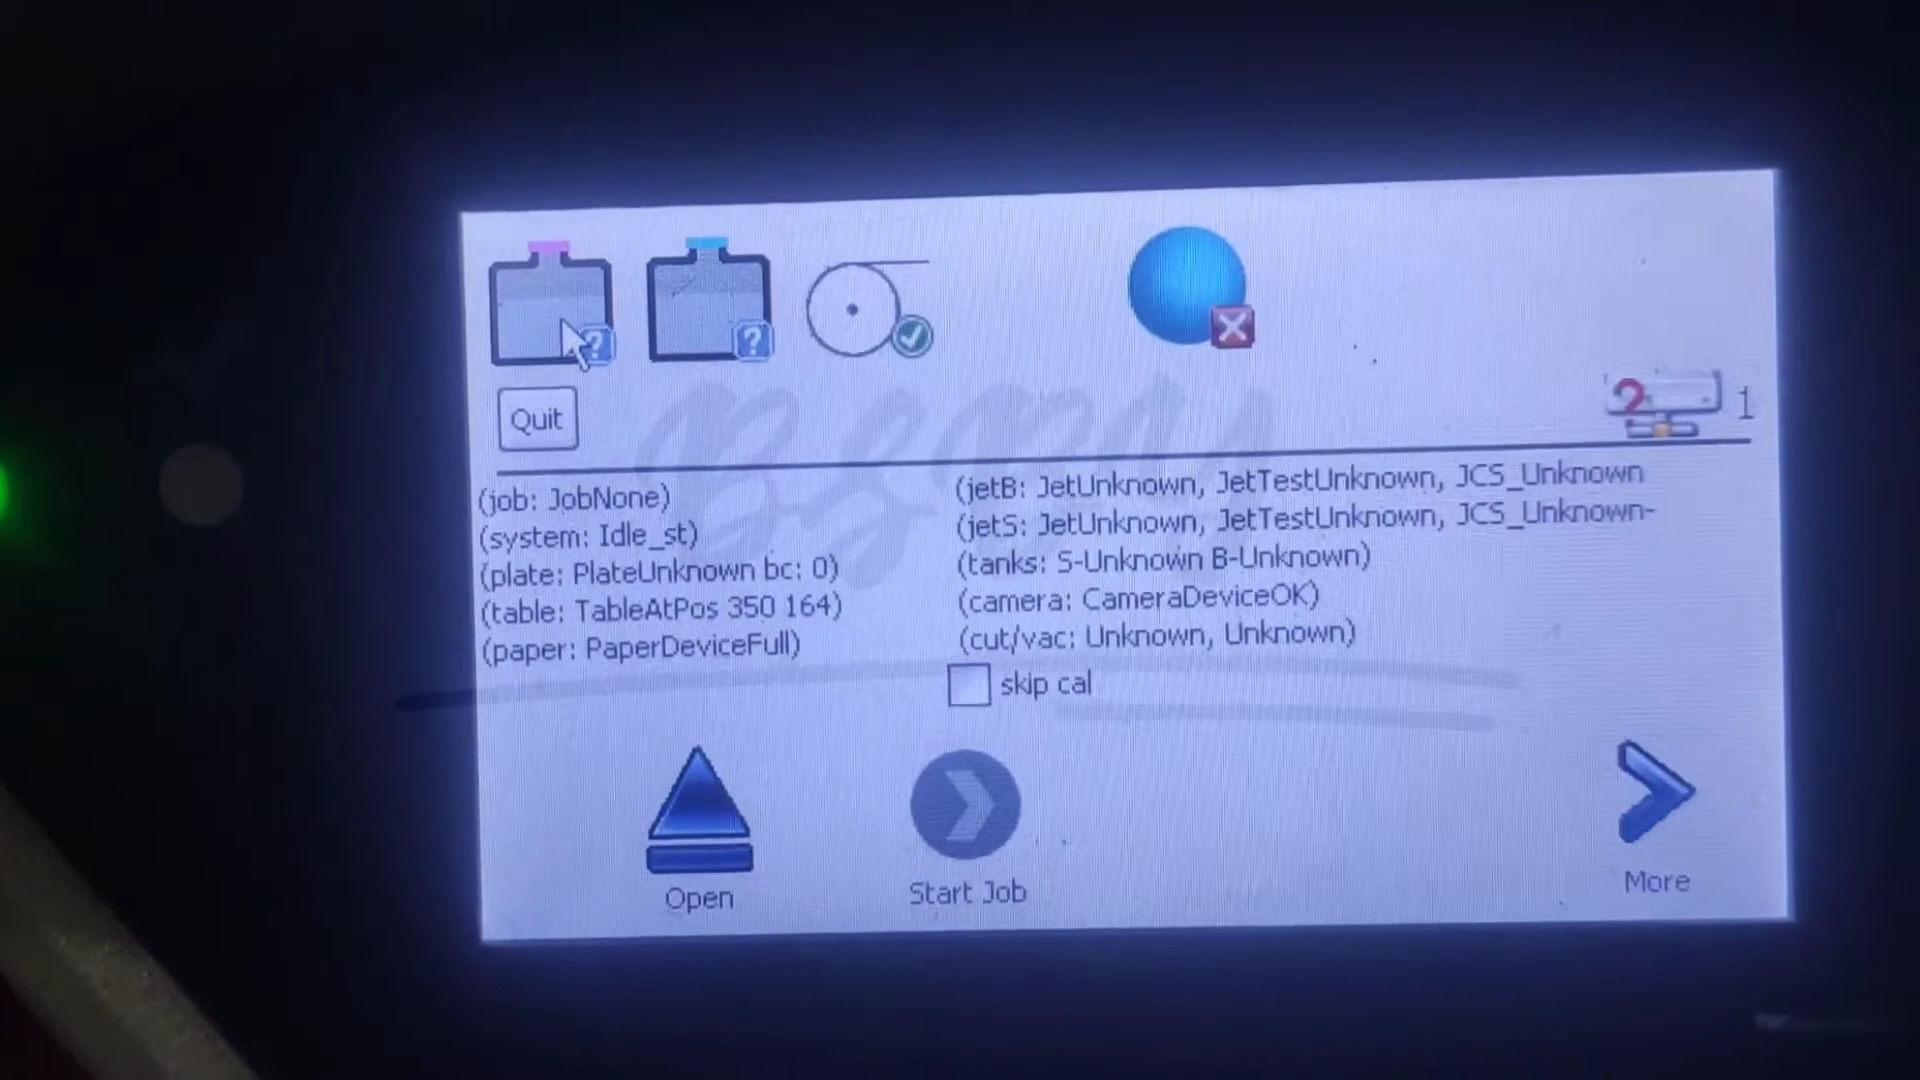 Quit
1
(job: JobNone)
(system: Idle_st)
(plate: PlateUnknown bc: 0)
(table: TableAtPos 350 164)
(paper: PaperDeviceFull)
(jetB: JetUnknown, JetTestUnknown, JCS_Unknown
(jetS: JetUnknown, JetTestUnknown, JCS_Unknown-
(tanks: S-Unknown B-Unknown)
(camera: CameraDeviceOK)
(cut/vac: Unknown, Unknown)
skip cal
Open
Start Job
More